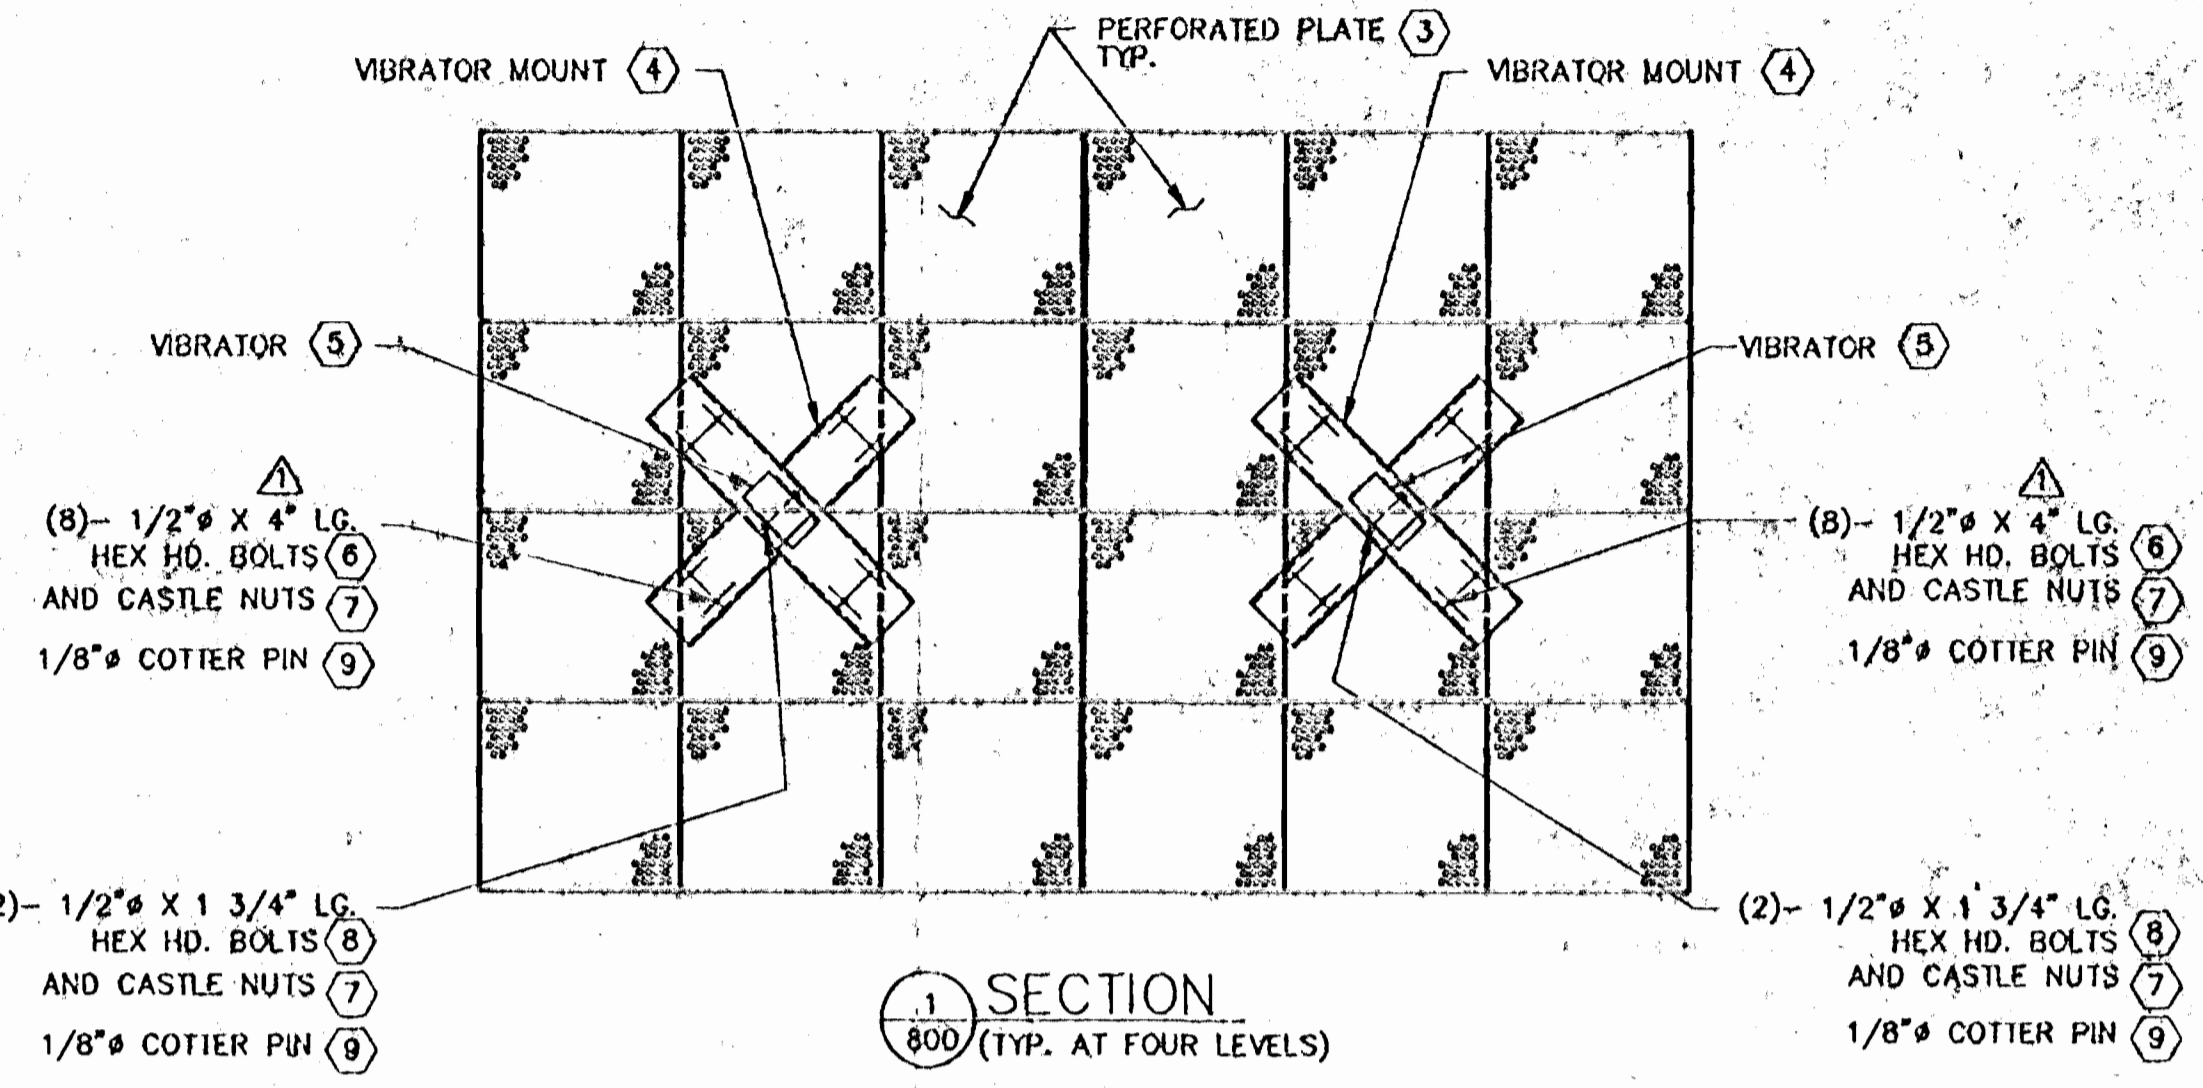 PERFORATED PLATE 3
TYP.
VIBRATOR MOUNT 4
VIBRATOR MOUNT 4
VIBRATOR 5
VIBRATOR 5
1
(8)- 1/2"ø X 4" LG.
HEX HD. BOLTS 6
AND CASTLE NUTS 7
1/8"ø COTTER PIN 9
1
(8)- 1/2"ø X 4" LG.
HEX HD. BOLTS 6
AND CASTLE NUTS 7
1/8"ø COTTER PIN 9
2)- 1/2"ø X 1 3/4" LG.
HEX HD. BOLTS 8
AND CASTLE NUTS 7
1/8"ø COTTER PIN 9
(2)- 1/2"ø X 1 3/4" LG.
HEX HD. BOLTS 8
AND CASTLE NUTS 7
1/8"ø COTTER PIN 9
1 SECTION
800 (TYP. AT FOUR LEVELS)